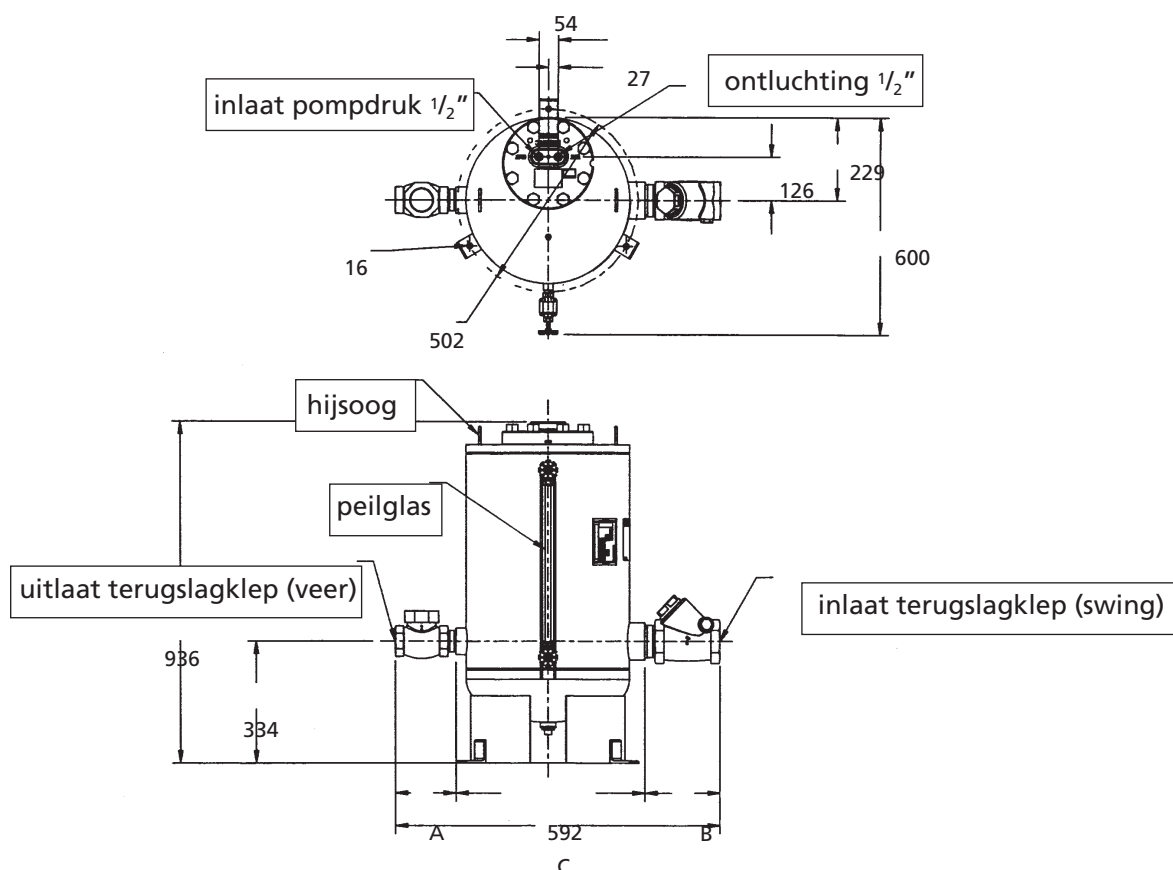 54
27
ontluchting 1/2"
inlaat pompdruk 1/2"
229
126
16
600
502
hijsoog
peilglas
uitlaat terugslagklep (veer)
inlaat terugslagklep (swing)
936
334
A
592
B
C